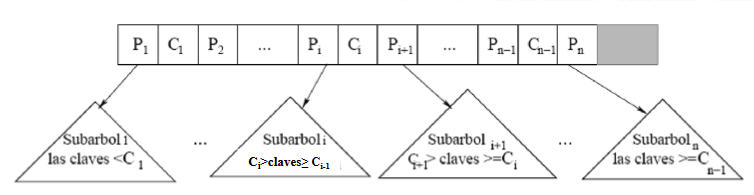 P1 C1 P2 ... Pi Ci Pi+1 ... Pn-1 Cn-1 Pn
Subarbol 1 ... Subarbol i Subarbol i+1 ... Subarbol n
las claves <C 1 Ci>claves≥ Ci-1 Ci+1> claves >=Ci las claves >=C n-1